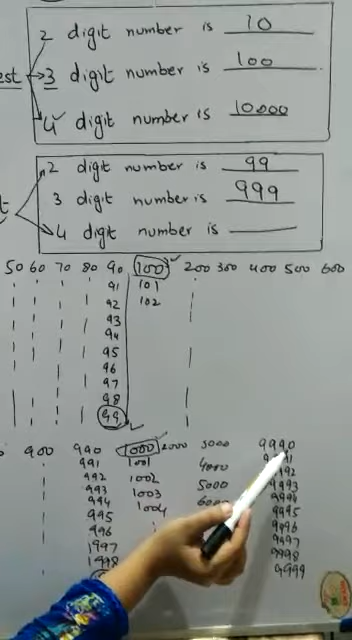 2 digit number is 10
est 3 digit number is 100
4 digit number is 10000
2 digit number is 99
3 digit number is 999
4 digit number is
50 60 70 80 90 100 200 300 400 500 600
91 101
92 102
93
94
95
96
97
98
99
900 990 1000 2000 3000 9990
991 1001 4000 9991
992 1002 5000 9992
993 1003 6000 9993
994 1004 9994
995 9995
996 9996
1997 9997
1998 9998
9999